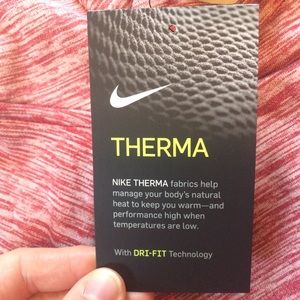 THERMA
NIKE THERMA fabrics help
manage your body's natural
heat to keep you warm—and
performance high when
temperatures are low.
With DRI-FIT Technology